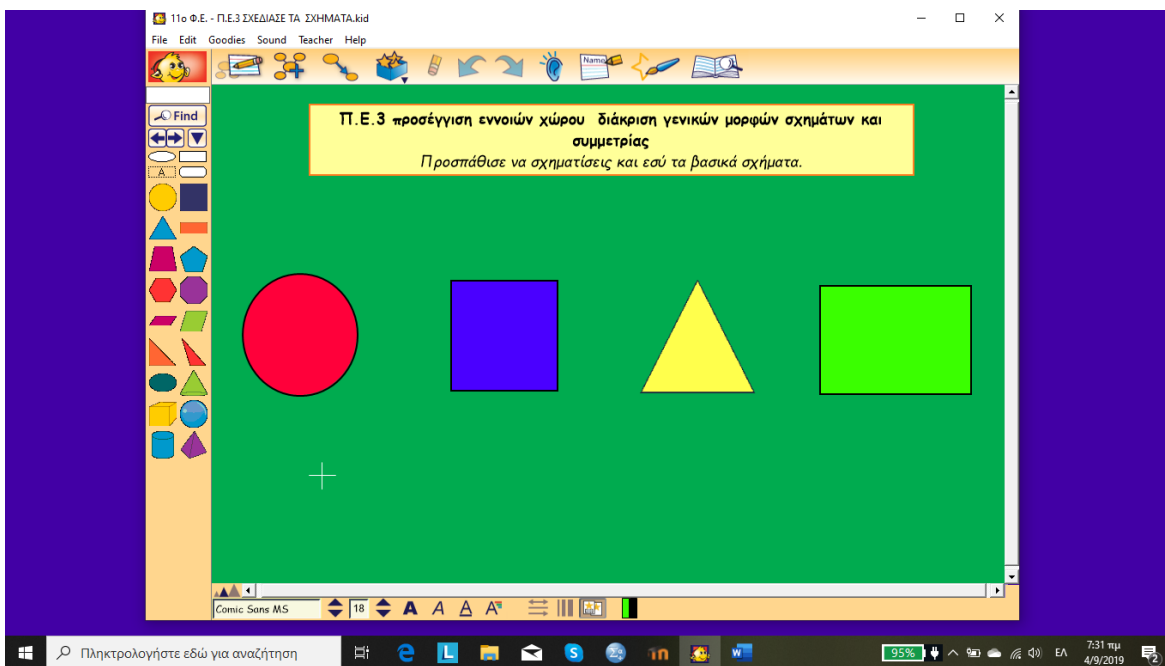 11ο Φ.Ε. - Π.Ε.3 ΣΧΕΔΙΑΣΕ ΤΑ ΣΧΗΜΑΤΑ.kid
File Edit Goodies Sound Teacher Help
Name
Find
A
Π.Ε.3 προσέγγιση εννοιών χώρου διάκριση γενικών μορφών σχημάτων και
συμμετρίας
Προσπάθισε να σχηματίσεις και εσύ τα βασικά σχήματα.
Comic Sans MS 18 A A A A
Πληκτρολογήστε εδώ για αναζήτηση
L S in W
95% ΕΛ
7:31 πμ
4/9/2019
2